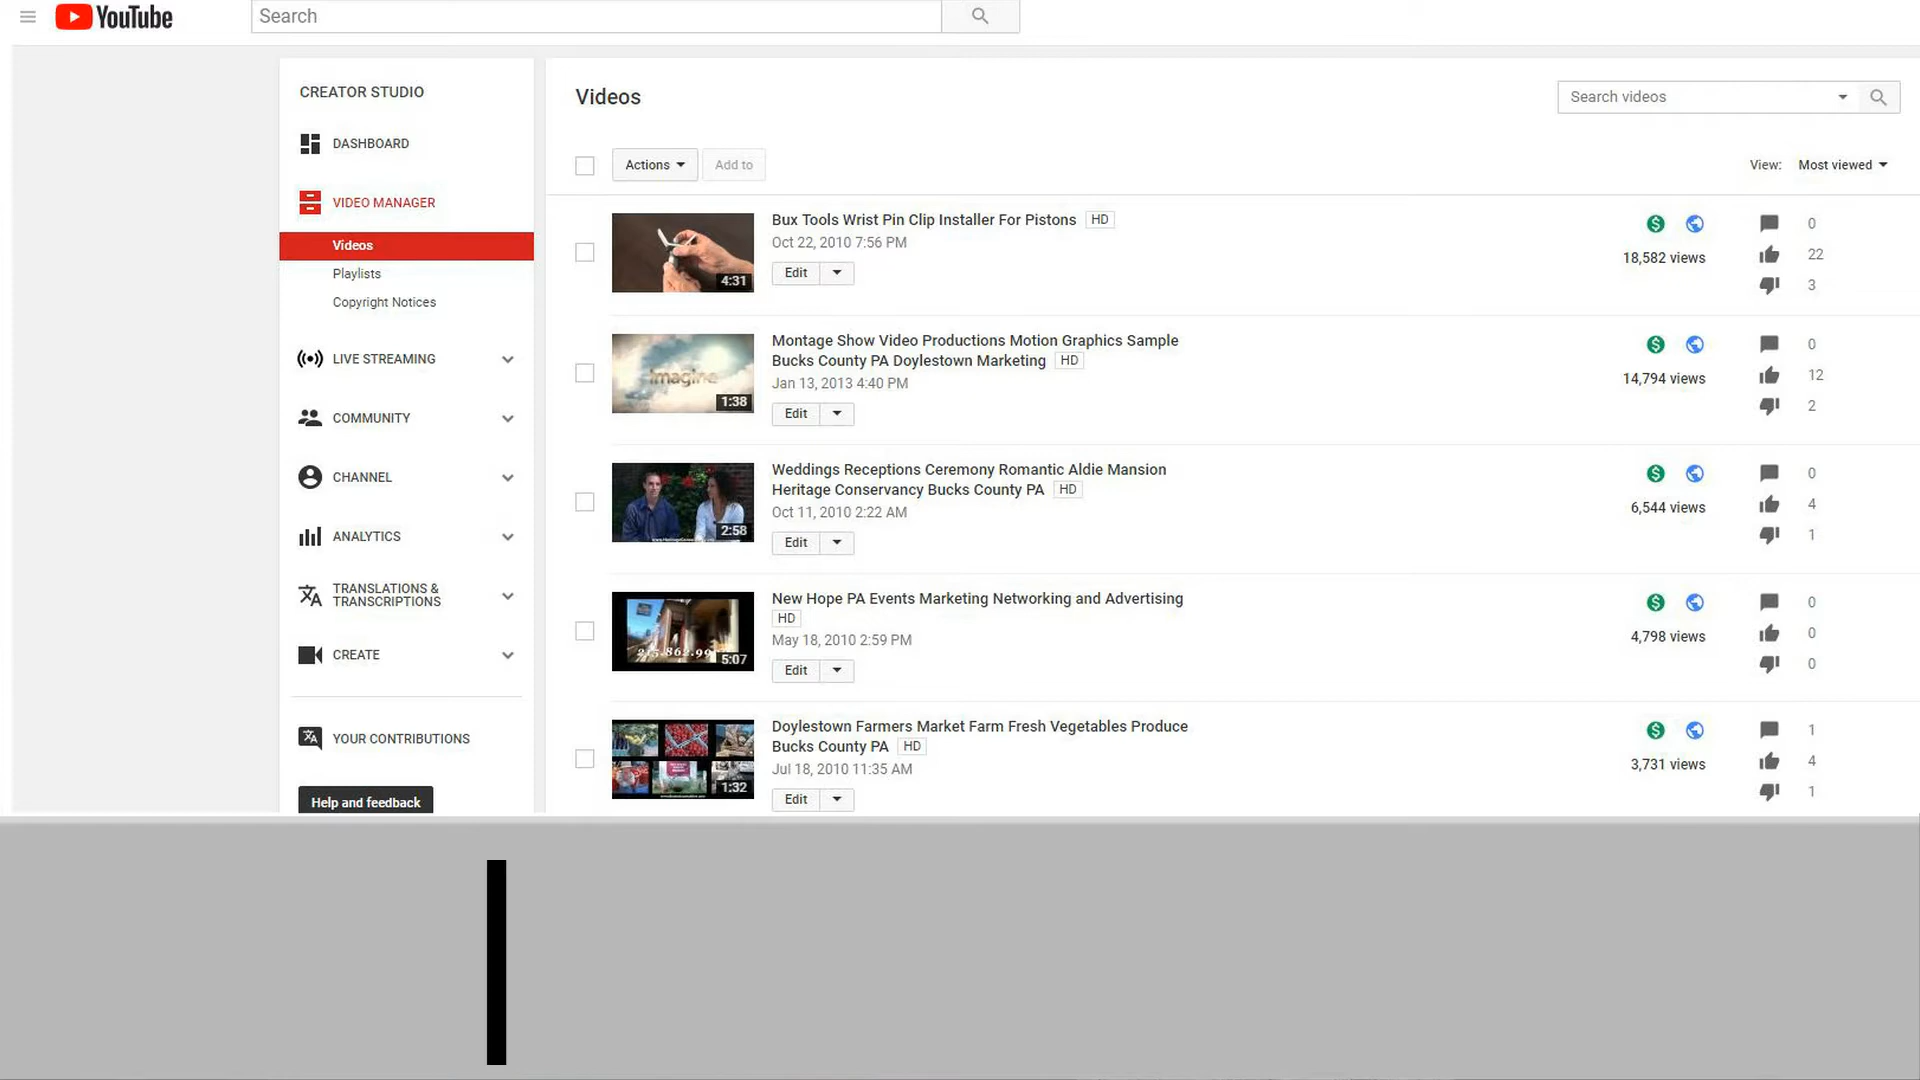 YouTube
Search
CREATOR STUDIO
DASHBOARD
VIDEO MANAGER
Videos
Playlists
Copyright Notices
LIVE STREAMING
COMMUNITY
CHANNEL
ANALYTICS
TRANSLATIONS &
TRANSCRIPTIONS
CREATE
YOUR CONTRIBUTIONS
Help and feedback
Videos
Search videos
Actions
Add to
View: Most viewed
4:31
Bux Tools Wrist Pin Clip Installer For Pistons HD
Oct 22, 2010 7:56 PM
Edit
18,582 views
0
22
3
imagine
1:38
Montage Show Video Productions Motion Graphics Sample
Bucks County PA Doylestown Marketing HD
Jan 13, 2013 4:40 PM
Edit
14,794 views
0
12
2
2:58
Weddings Receptions Ceremony Romantic Aldie Mansion
Heritage Conservancy Bucks County PA HD
Oct 11, 2010 2:22 AM
Edit
6,544 views
0
4
1
215.862.99
5:07
New Hope PA Events Marketing Networking and Advertising
HD
May 18, 2010 2:59 PM
Edit
4,798 views
0
0
0
1:32
Doylestown Farmers Market Farm Fresh Vegetables Produce
Bucks County PA HD
Jul 18, 2010 11:35 AM
Edit
3,731 views
1
4
1